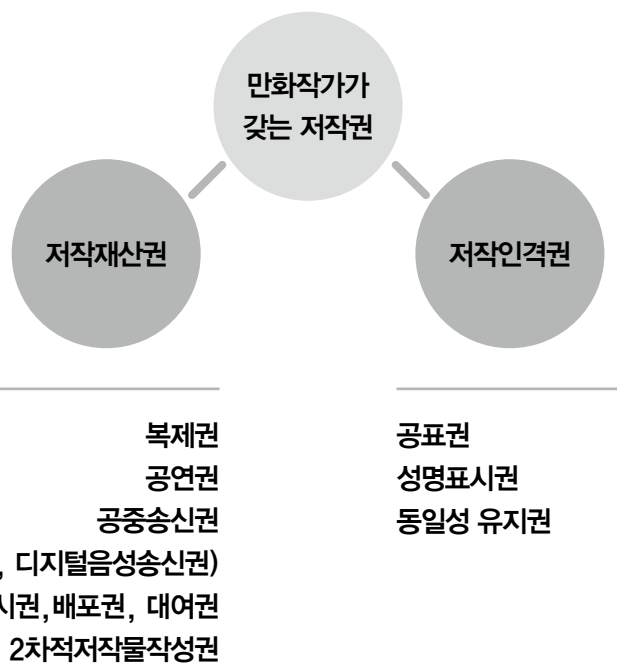 만화작가가
갖는 저작권
저작재산권
저작인격권
복제권
공연권
공중송신권
, 디지털음성송신권)
시권,배포권, 대여권
2차적저작물작성권
공표권
성명표시권
동일성 유지권